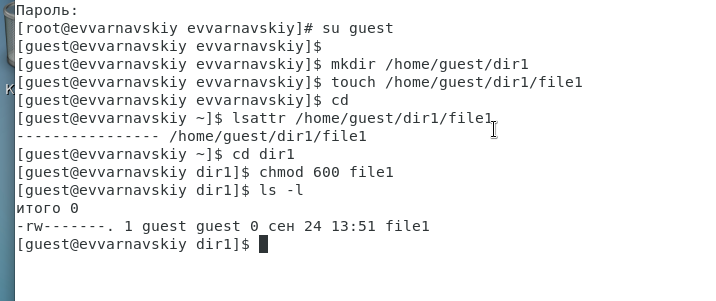 Пароль:
[root@evvarnavskiy evvarnavskiy]# su guest
[guest@evvarnavskiy evvarnavskiy]$
[guest@evvarnavskiy evvarnavskiy]$ mkdir /home/guest/dir1
[guest@evvarnavskiy evvarnavskiy]$ touch /home/guest/dir1/file1
[guest@evvarnavskiy evvarnavskiy]$ cd
[guest@evvarnavskiy ~]$ lsattr /home/guest/dir1/file1
--------------- /home/guest/dir1/file1
[guest@evvarnavskiy ~]$ cd dir1
[guest@evvarnavskiy dir1]$ chmod 600 file1
[guest@evvarnavskiy dir1]$ ls -l
итого 0
-rw-------. 1 guest guest 0 сен 24 13:51 file1
[guest@evvarnavskiy dir1]$